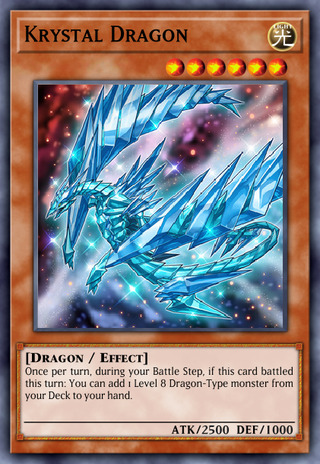 Krystal Dragon
LIGHT
光
[Dragon / Effect]
Once per turn, during your Battle Step, if this card battled
this turn: You can add 1 Level 8 Dragon-Type monster from
your Deck to your hand.
ATK/2500 DEF/1000